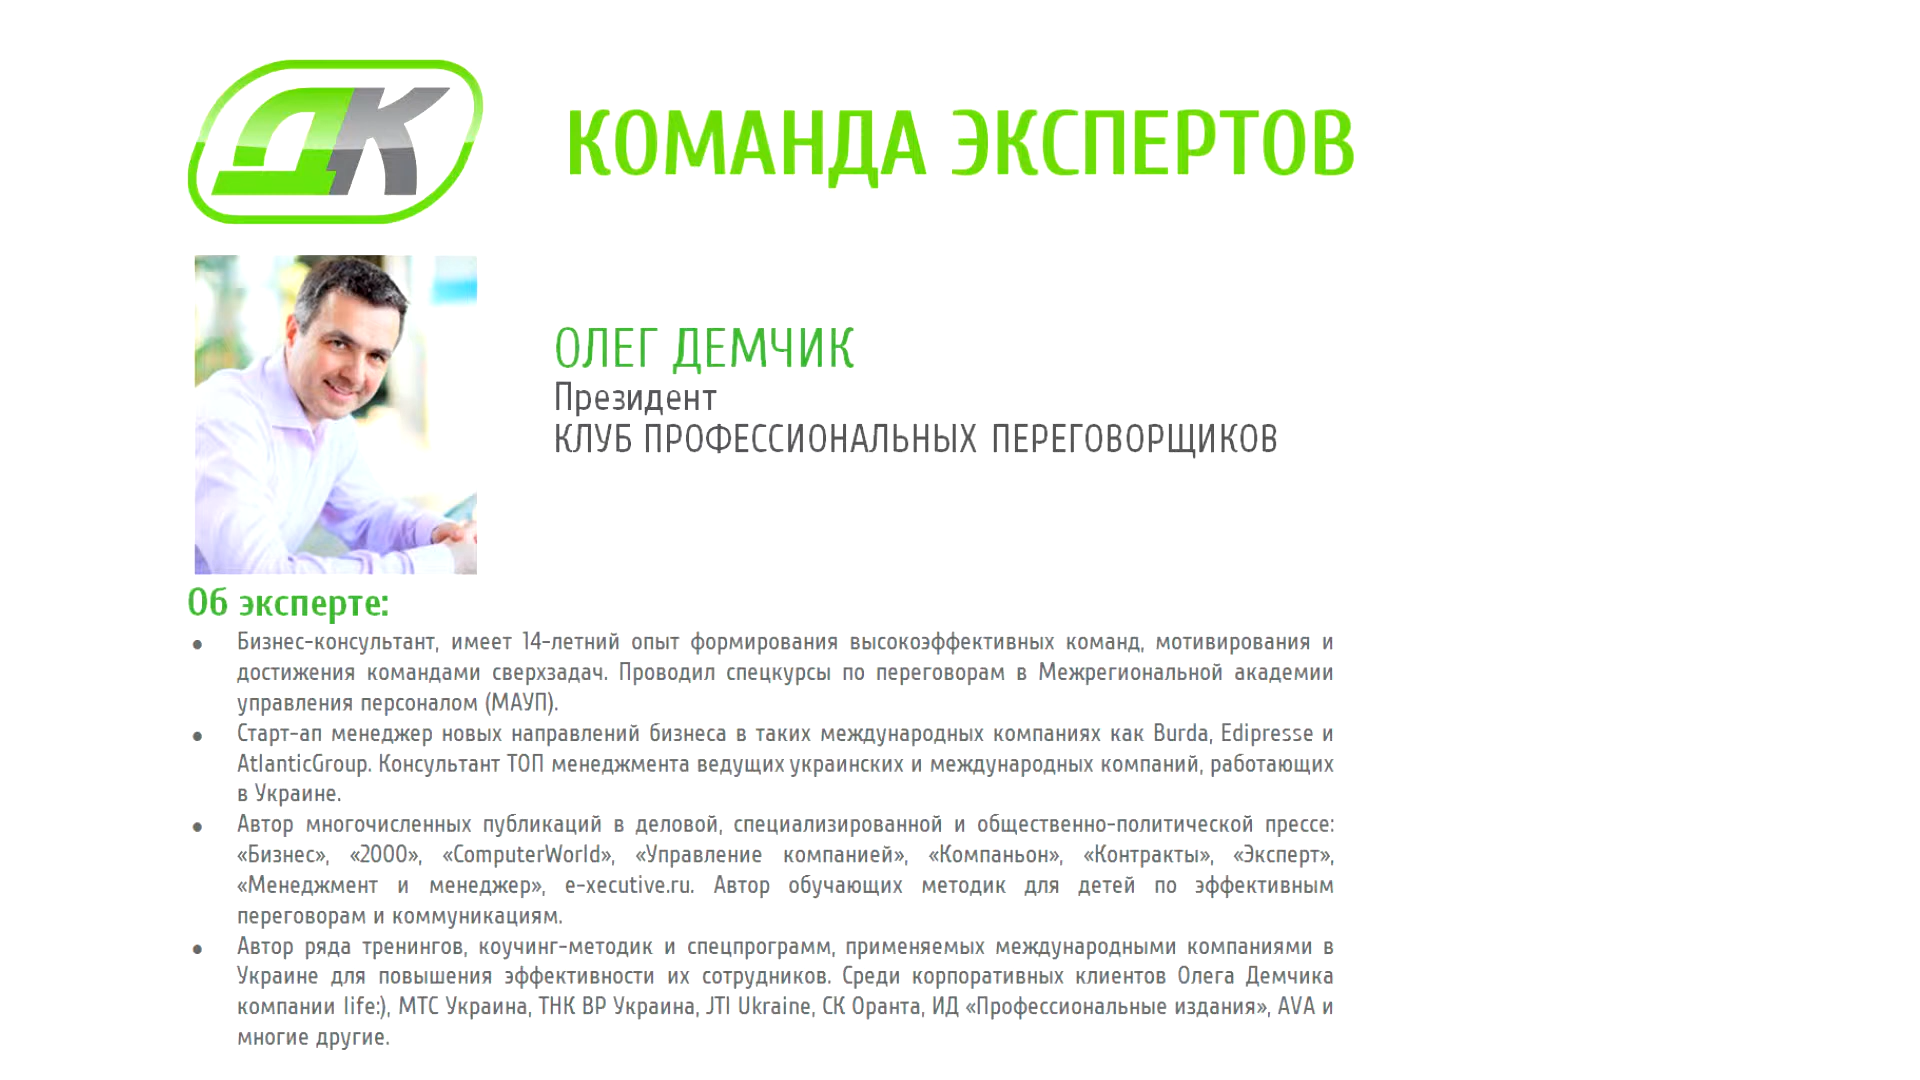 ДК
КОМАНДА ЭКСПЕРТОВ
ОЛЕГ ДЕМЧИК
Президент
КЛУБ ПРОФЕССИОНАЛЬНЫХ ПЕРЕГОВОРЩИКОВ
Об эксперте:
• Бизнес-консультант, имеет 14-летний опыт формирования высокоэффективных команд, мотивирования и
достижения командами сверхзадач. Проводил спецкурсы по переговорам в Межрегиональной академии
управления персоналом (МАУП).
• Старт-ап менеджер новых направлений бизнеса в таких международных компаниях как Burda, Edipresse и
AtlanticGroup. Консультант ТОП менеджмента ведущих украинских и международных компаний, работающих
в Украине.
• Автор многочисленных публикаций в деловой, специализированной и общественно-политической прессе:
«Бизнес», «2000», «ComputerWorld», «Управление компанией», «Компаньон», «Контракты», «Эксперт»,
«Менеджмент и менеджер», e-xecutive.ru. Автор обучающих методик для детей по эффективным
переговорам и коммуникациям.
• Автор ряда тренингов, коучинг-методик и спецпрограмм, применяемых международными компаниями в
Украине для повышения эффективности их сотрудников. Среди корпоративных клиентов Олега Демчика
компании life:), МТС Украина, ТНК ВР Украина, JTI Ukraine, СК Оранта, ИД «Профессиональные издания», AVA и
многие другие.